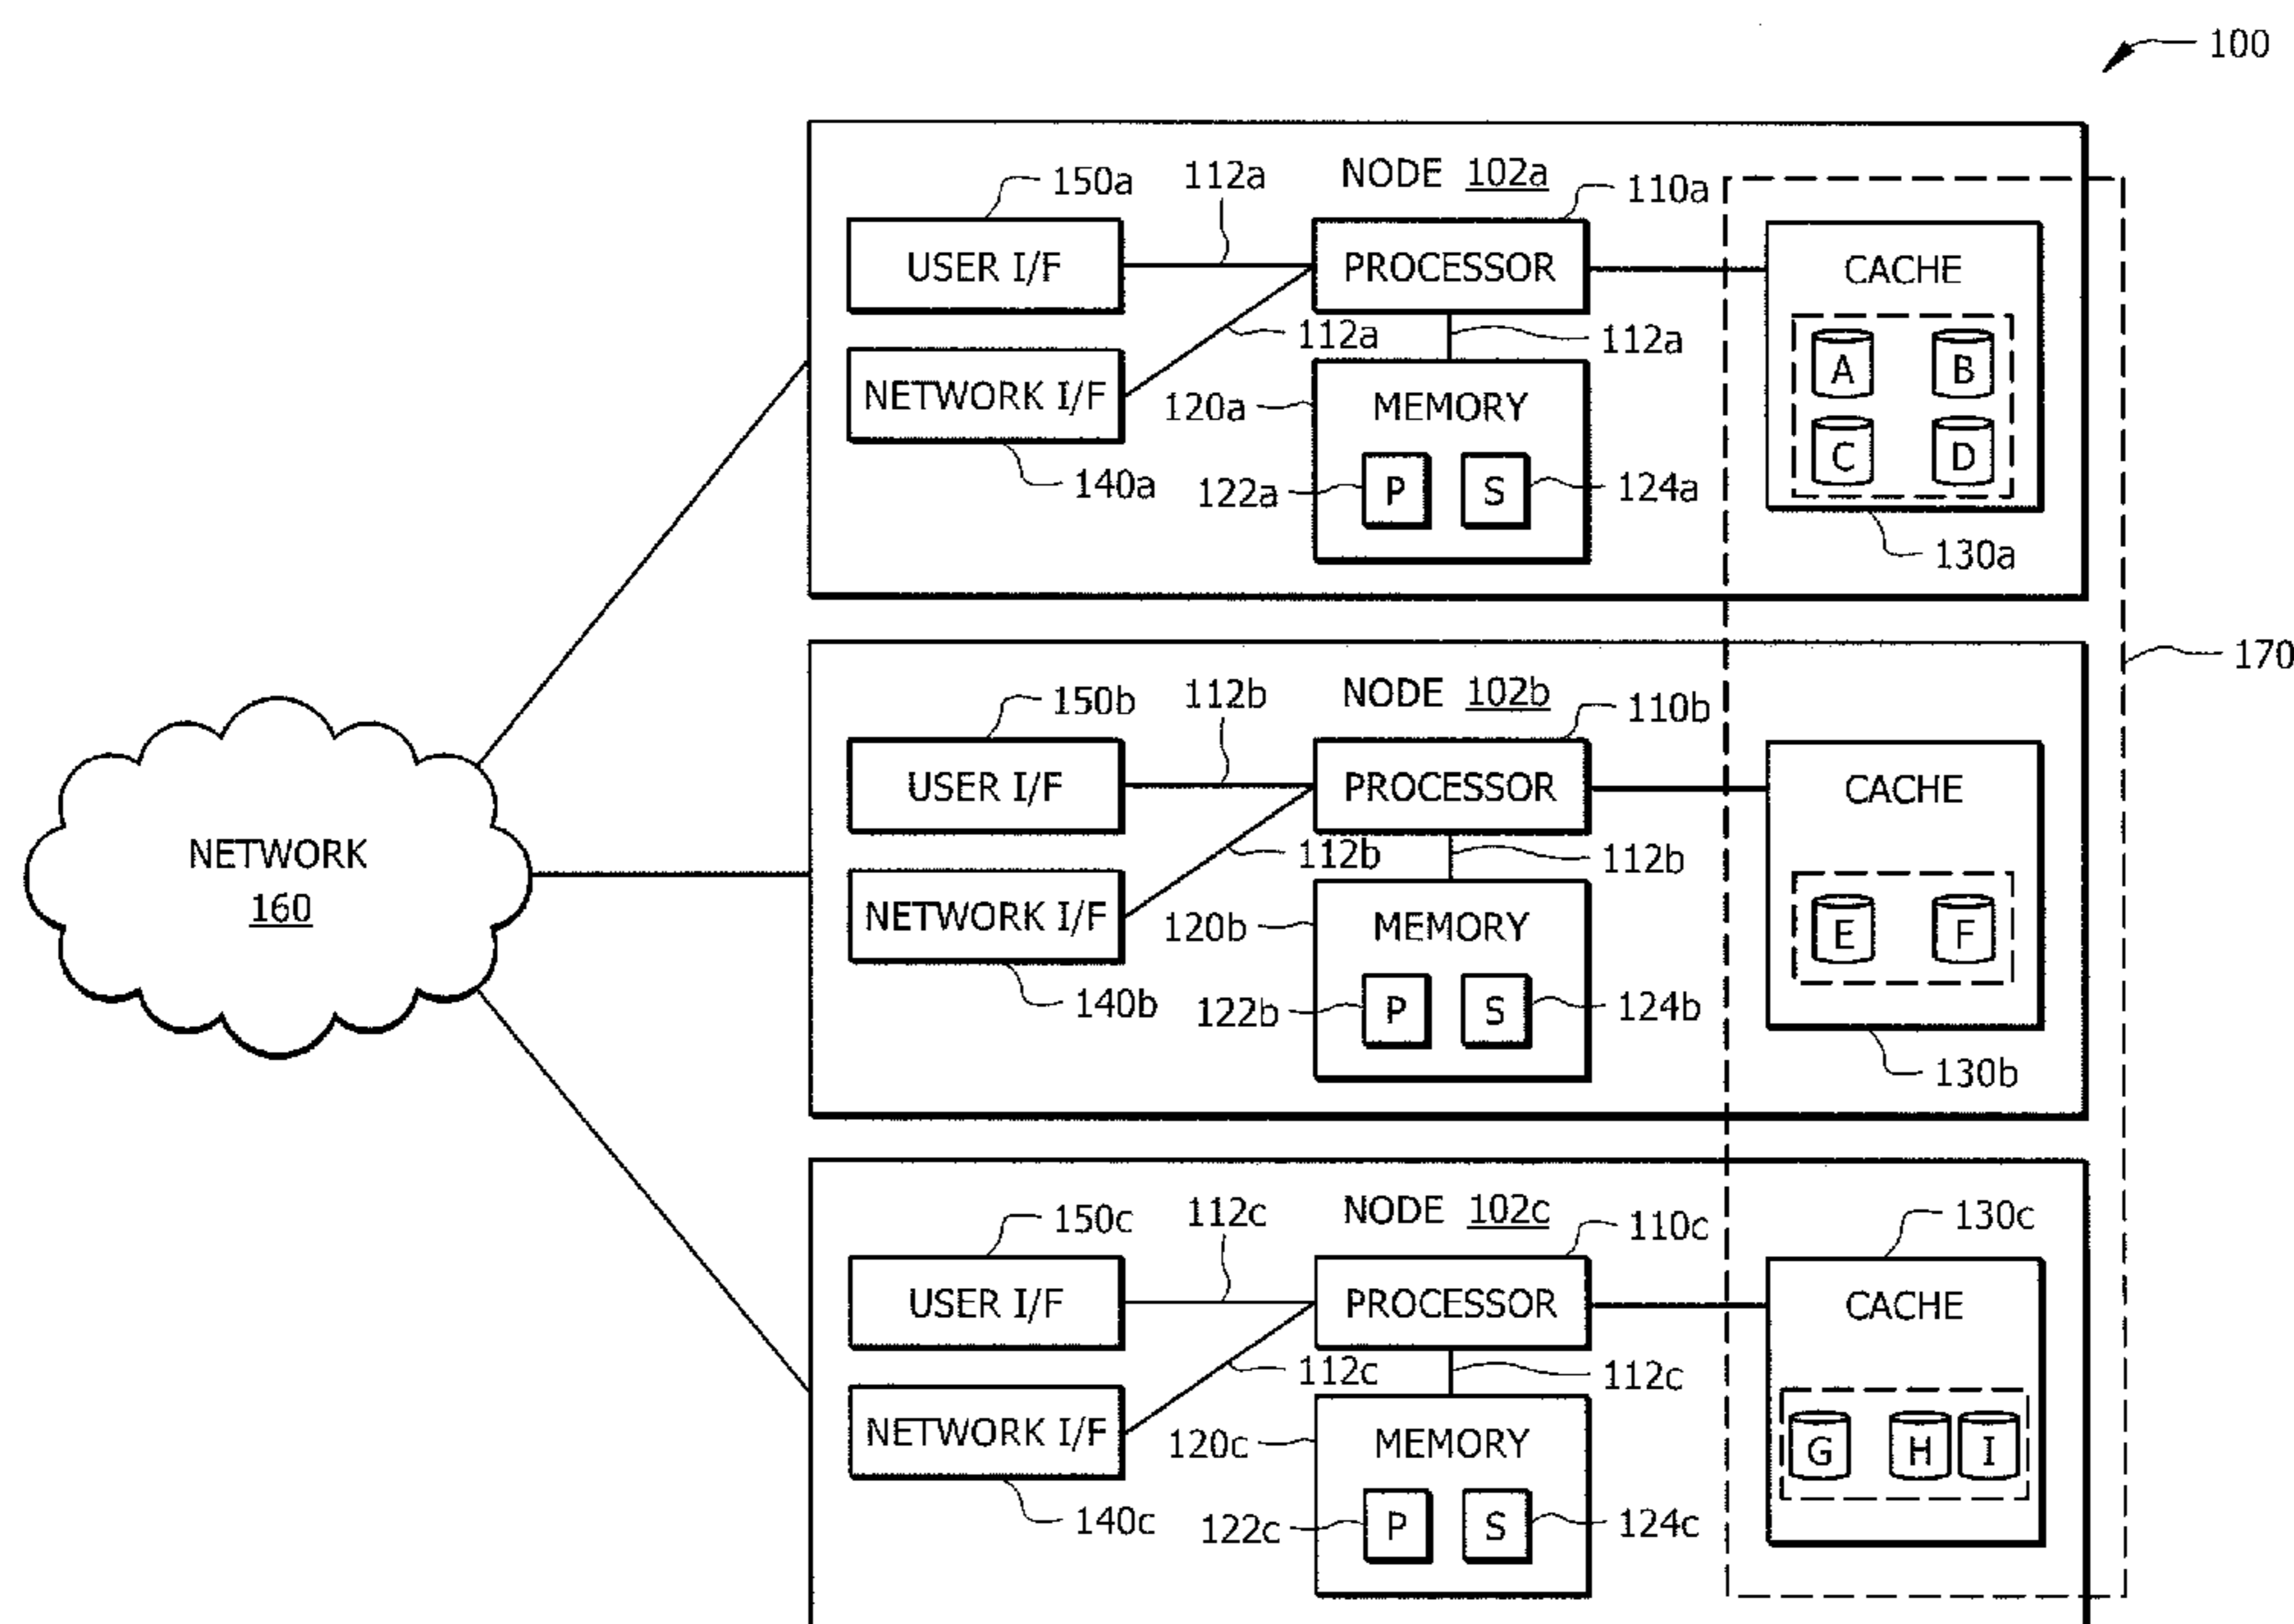 100
NODE 102a
150a
112a
110a
USER I/F
PROCESSOR
CACHE
112a
112a
A
B
NETWORK I/F
120a
MEMORY
C
D
140a
122a
P
S
124a
130a
170
NODE 102b
150b
112b
110b
USER I/F
PROCESSOR
CACHE
NETWORK
160
112b
112b
NETWORK I/F
120b
MEMORY
E
F
140b
122b
P
S
124b
130b
NODE 102c
150c
112c
110c
130c
USER I/F
PROCESSOR
CACHE
112c
112c
NETWORK I/F
120c
MEMORY
G
H
I
140c
122c
P
S
124c